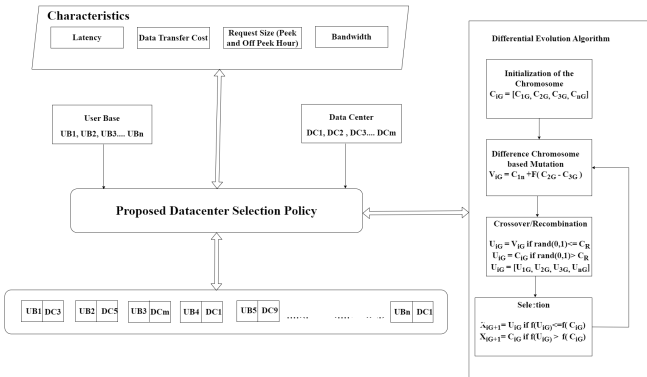 Characteristics
Latency
Data Transfer Cost
Request Size (Peek
and Off Peek Hour)
Bandwidth
User Base
UB1, UB2, UB3.... UBn
Data Center
DC1, DC2 , DC3.... DCm
Proposed Datacenter Selection Policy
UB1 DC3 UB2 DC5 UB3 DCm UB4 DC1 UB5 DC9 UBn DC1
Differential Evolution Algorithm
Initialization of the
Chromosome
CiG = [C1G, C2G, C3G, CnG]
Difference Chromosome
based Mutation
ViG = C1n +F( C2G - C3G )
Crossover/Recombination
UiG = ViG if rand(0,1)<= CR
UiG = CiG if rand(0,1)> CR
UiG = [U1G, U2G, U3G, UnG]
Selection
XiG+1= UiG if f(UiG)<=f( CiG)
XiG+1= CiG if f(UiG) > f( CiG)